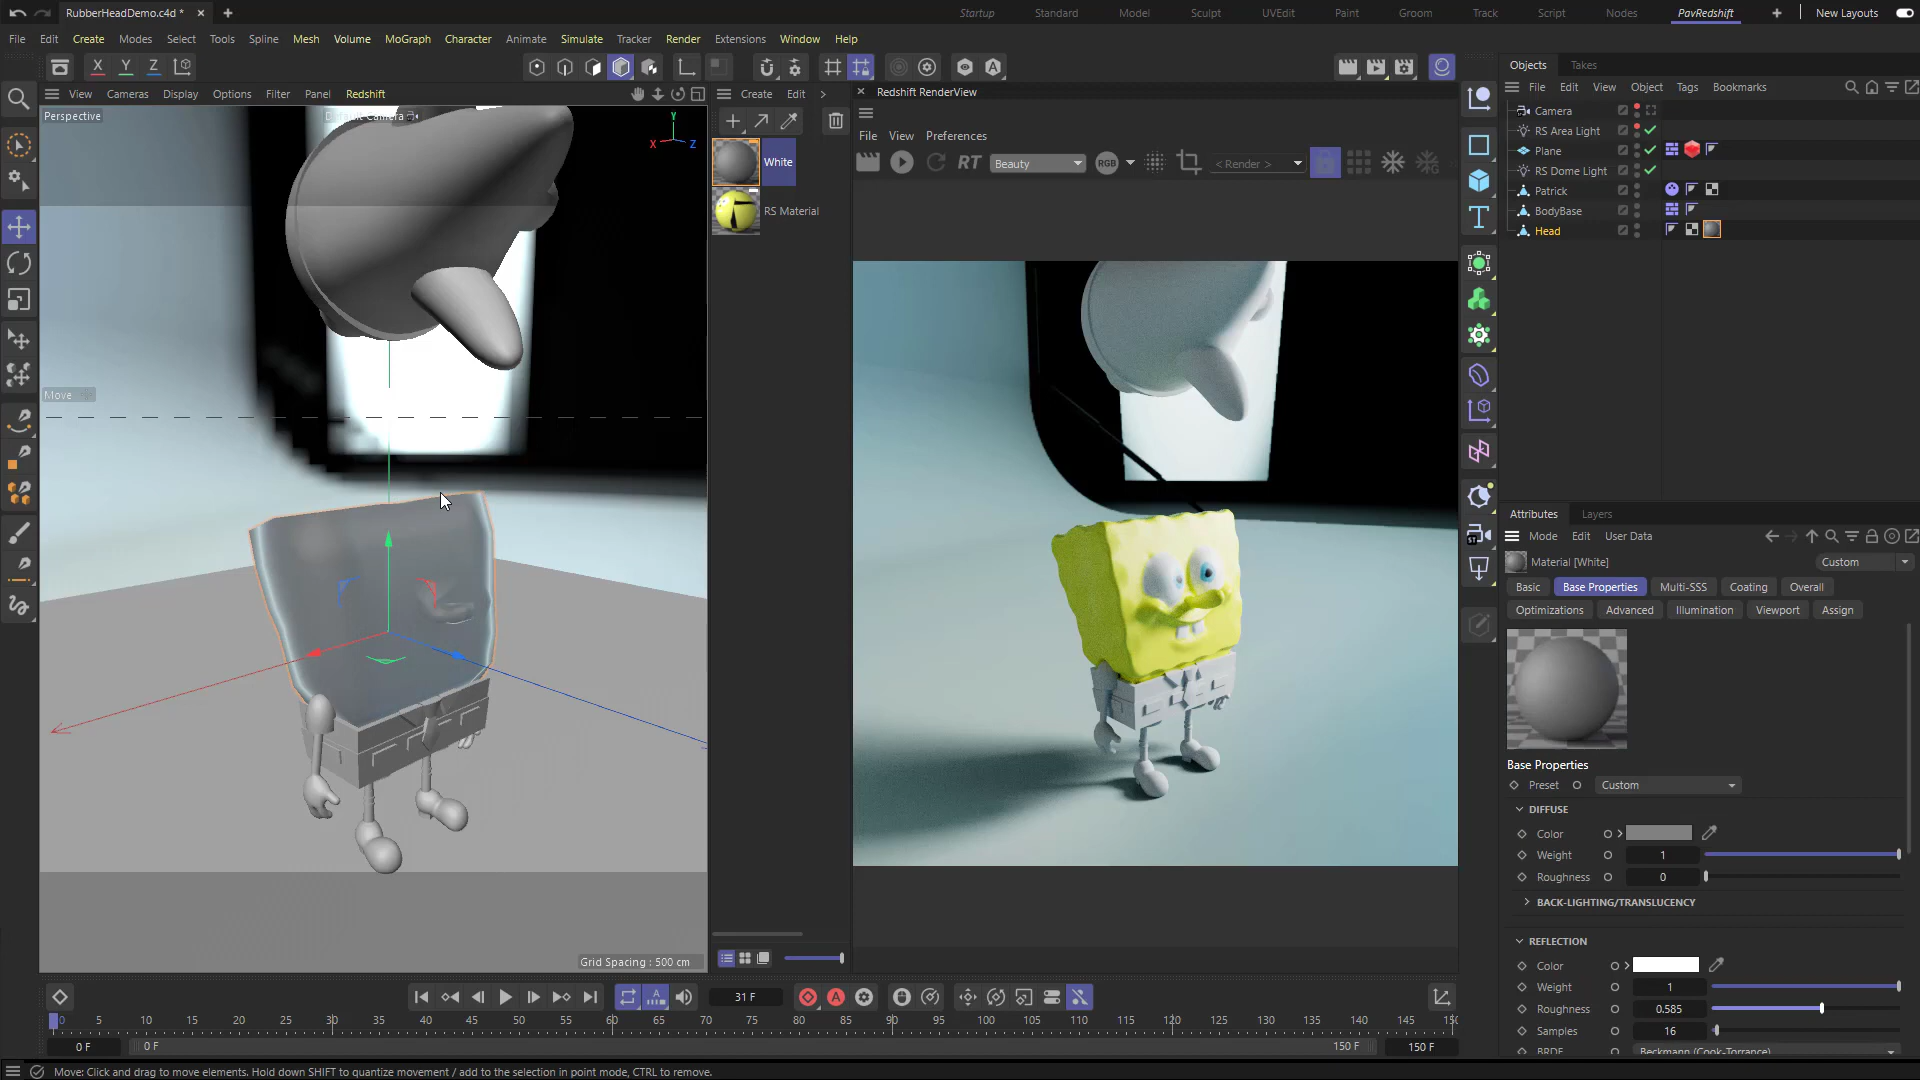 RubberHeadDemo.c4d *
Startup
Standard
Model
Sculpt
UVEdit
Paint
Groom
Track
Script
Nodes
PavRedshift
New Layouts
File Edit Create Modes Select Tools Spline Mesh Volume MoGraph Character Animate Simulate Tracker Render Extensions Window Help
X Y Z
View Cameras Display Options Filter Panel Redshift
Create Edit
Redshift RenderView
File View Preferences
RT
Beauty
RGB
< Render >
Perspective
Y
X
Z
Move
Grid Spacing : 500 cm
White
RS Material
Objects Takes
File Edit View Object Tags Bookmarks
Camera
RS Area Light
Plane
RS Dome Light
Patrick
BodyBase
Head
Attributes Layers
Mode Edit User Data
Material [White]
Custom
Basic Base Properties Multi-SSS Coating Overall
Optimizations Advanced Illumination Viewport Assign
Base Properties
Preset Custom
DIFFUSE
Color
Weight 1
Roughness 0
BACK-LIGHTING/TRANSLUCENCY
REFLECTION
Color
Weight 1
Roughness 0.585
Samples 16
BRDF Beckmann (Cook-Torrance)
31 F
0 5 10 15 20 25 30 35 40 45 50 55 60 65 70 75 80 85 90 95 100 105 110 115 120 125 130 135 140 145
0 F
0 F
150 F
150 F
Move: Click and drag to move elements. Hold down SHIFT to quantize movement / add to the selection in point mode, CTRL to remove.